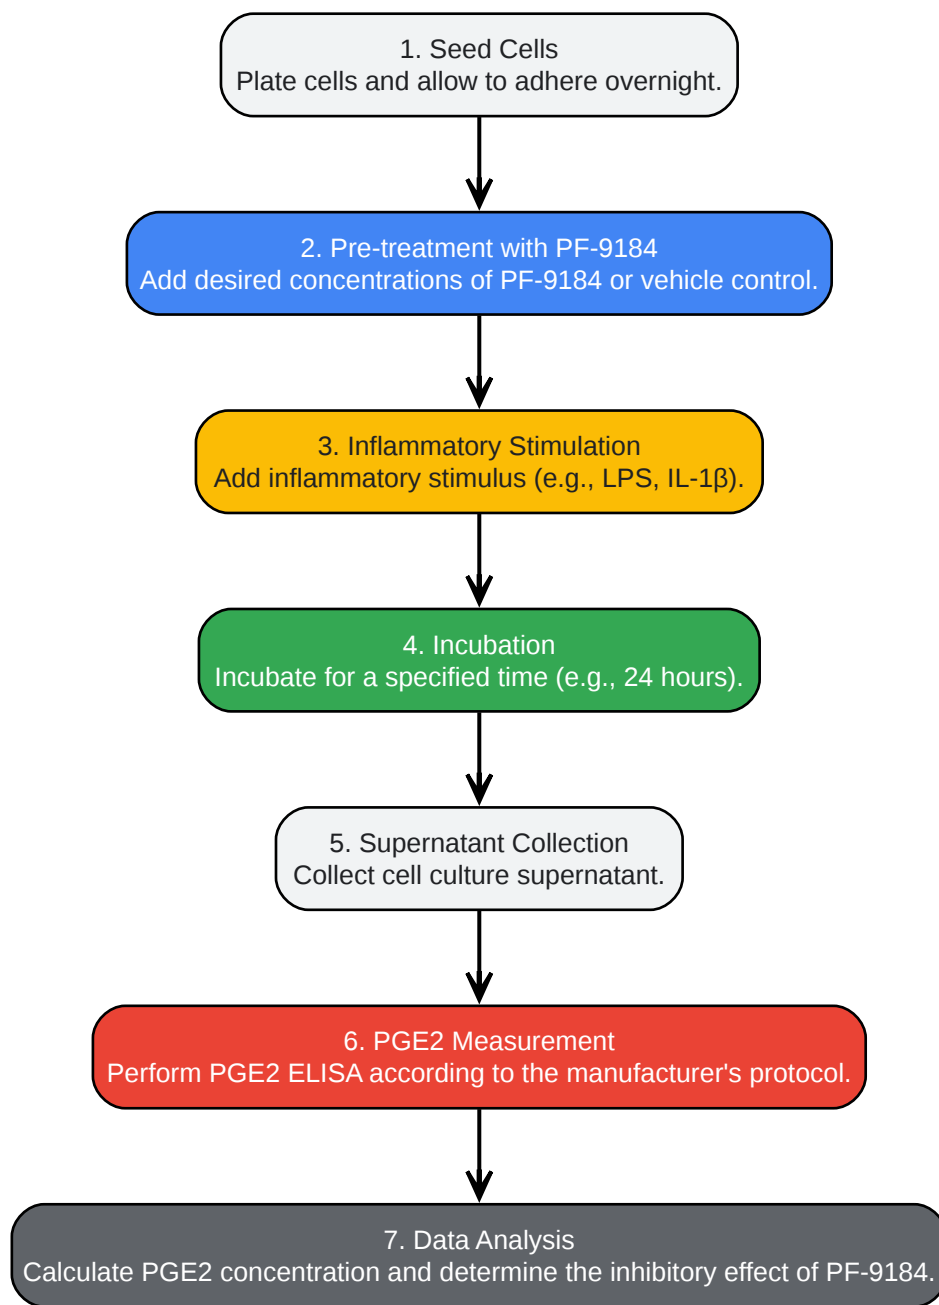 1. Seed Cells
Plate cells and allow to adhere overnight.
2. Pre-treatment with PF-9184
Add desired concentrations of PF-9184 or vehicle control.
3. Inflammatory Stimulation
Add inflammatory stimulus (e.g., LPS, IL-1β).
4. Incubation
Incubate for a specified time (e.g., 24 hours).
5. Supernatant Collection
Collect cell culture supernatant.
6. PGE2 Measurement
Perform PGE2 ELISA according to the manufacturer's protocol.
7. Data Analysis
Calculate PGE2 concentration and determine the inhibitory effect of PF-9184.